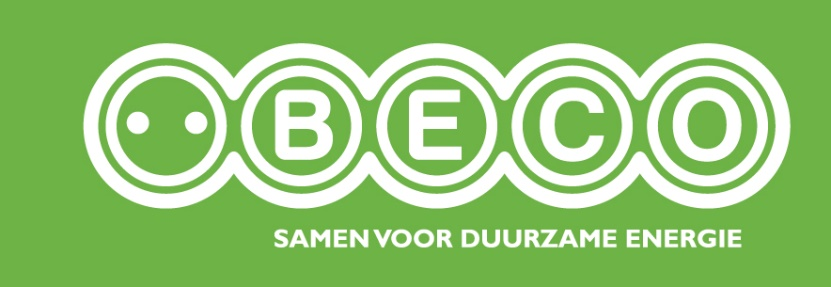 BECO
SAMEN VOOR DUURZAME ENERGIE